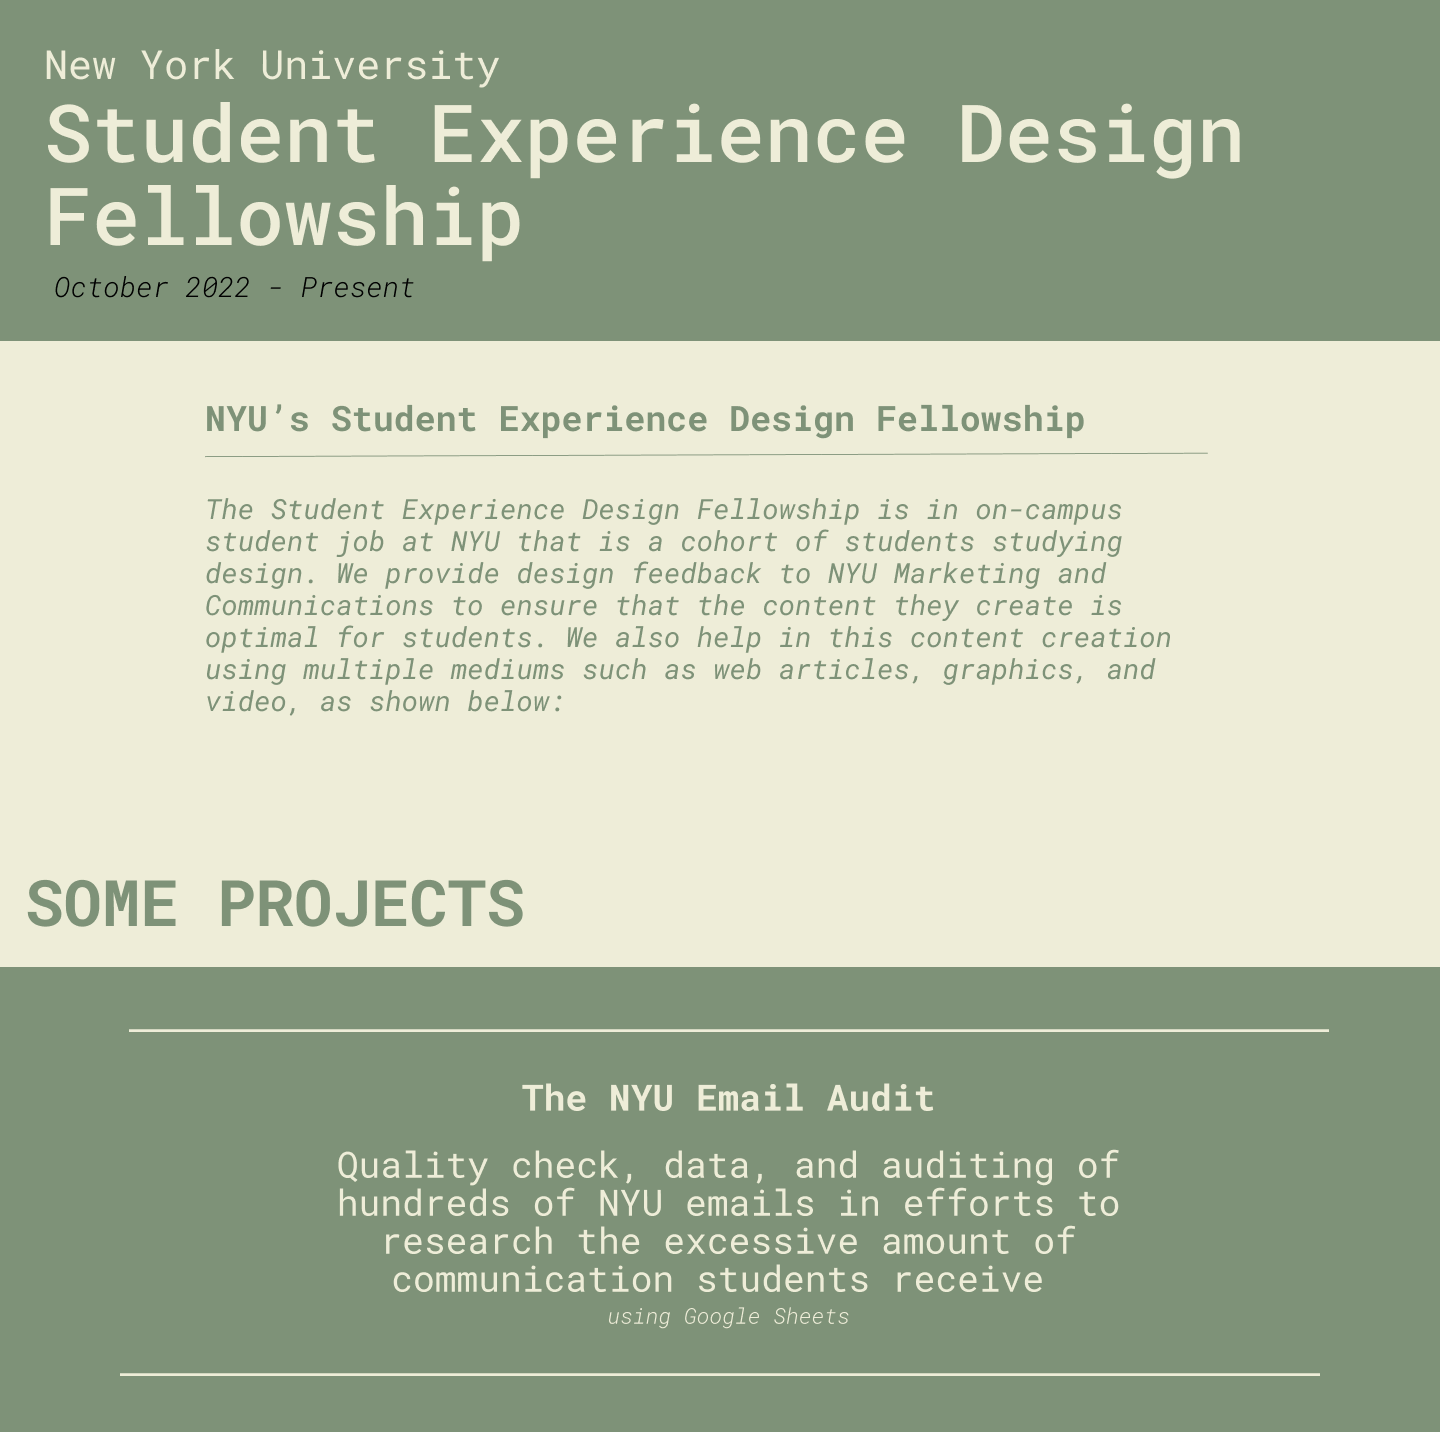 New York University
Student Experience Design
Fellowship
October 2022 - Present
NYU’s Student Experience Design Fellowship
The Student Experience Design Fellowship is in on-campus
student job at NYU that is a cohort of students studying
design. We provide design feedback to NYU Marketing and
Communications to ensure that the content they create is
optimal for students. We also help in this content creation
using multiple mediums such as web articles, graphics, and
video, as shown below:
SOME PROJECTS
The NYU Email Audit
Quality check, data, and auditing of
hundreds of NYU emails in efforts to
research the excessive amount of
communication students receive
using Google Sheets